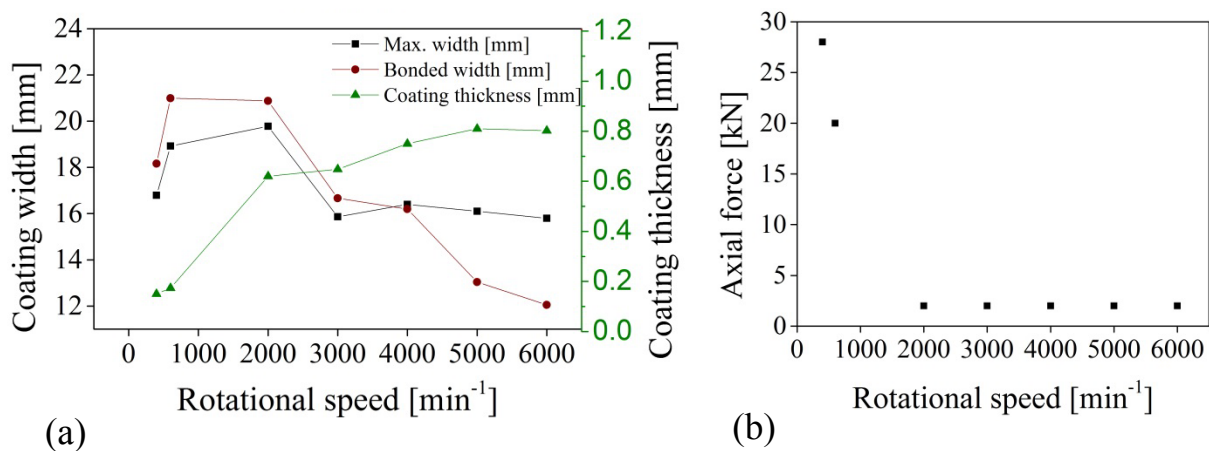 24
22
20
18
16
14
12
Coating width [mm]
Max. width [mm]
Bonded width [mm]
Coating thickness [mm]
1.2
1.0
0.8
0.6
0.4
0.2
0.0
Coating thickness [mm]
0 1000 2000 3000 4000 5000 6000
Rotational speed [min⁻¹]
(a)
30
25
20
15
10
5
0
Axial force [kN]
0 1000 2000 3000 4000 5000 6000
Rotational speed [min⁻¹]
(b)